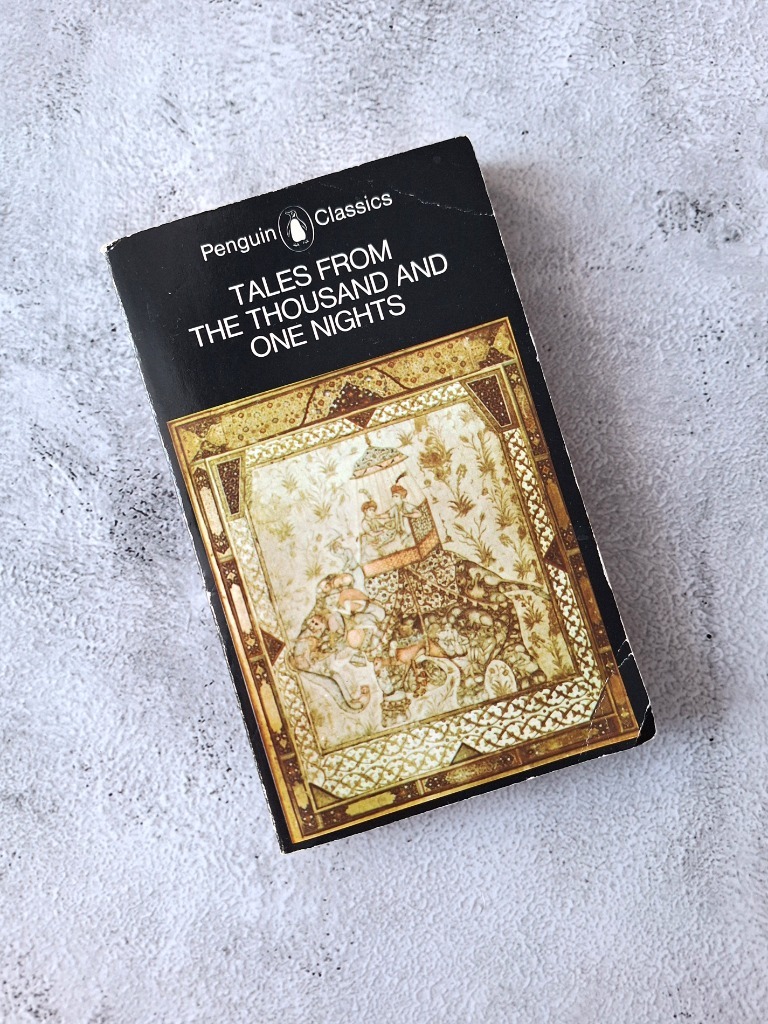 Penguin Classics
TALES FROM
THE THOUSAND AND
ONE NIGHTS